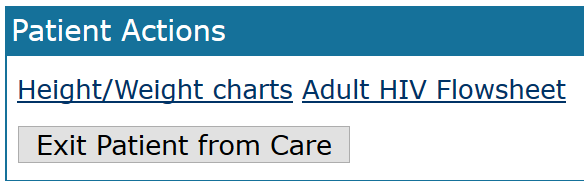 Patient Actions
Height/Weight charts Adult HIV Flowsheet
Exit Patient from Care